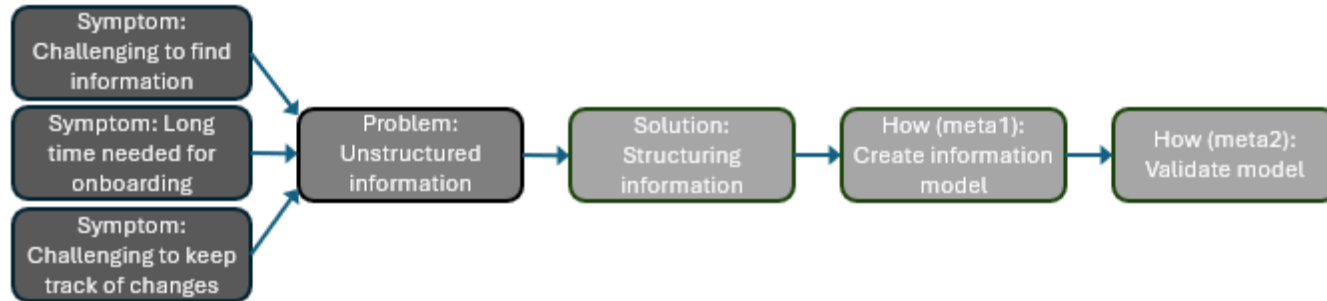 Symptom:
Challenging to find
information
Symptom: Long
time needed for
onboarding
Symptom:
Challenging to keep
track of changes
Problem:
Unstructured
information
Solution:
Structuring
information
How (meta1):
Create information
model
How (meta2):
Validate model